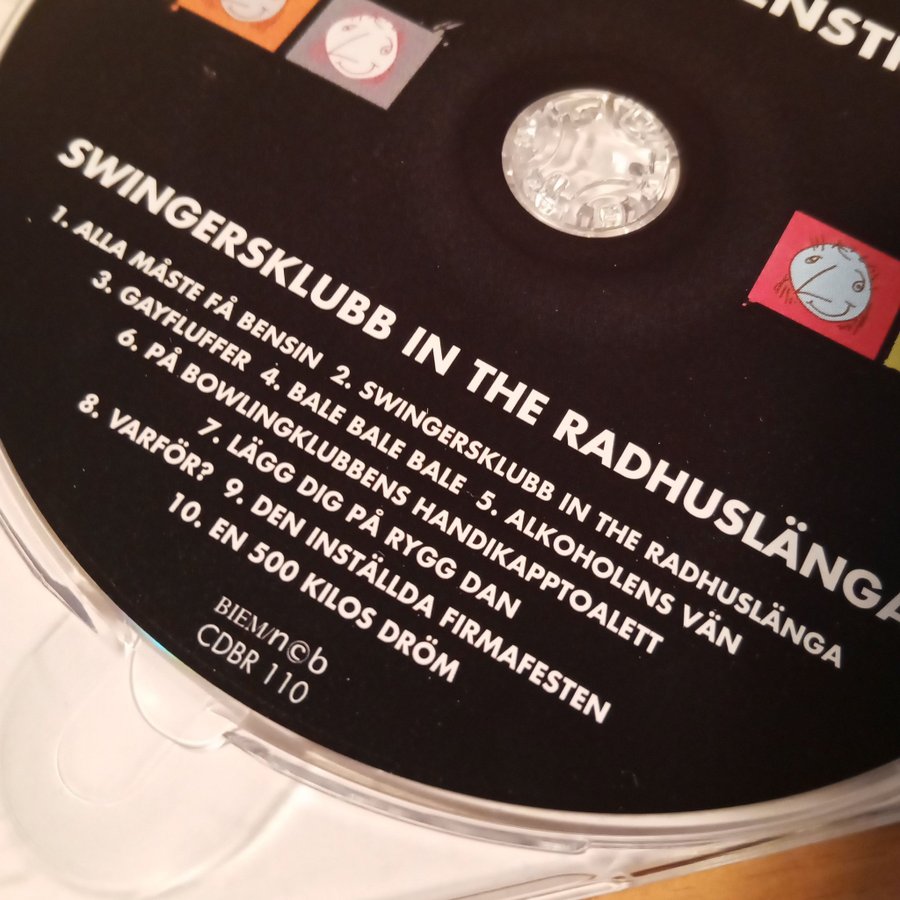 SWINGERSKLUBB IN THE RADHUSLÄNGA
1. ALLA MÅSTE FÅ BENSIN 2. SWINGERSKLUBB IN THE RADHUSLÄNGA
3. GAYFLUFFER 4. BALE BALE BALE 5. ALKOHOLENS VÄN
6. PÅ BOWLINGKLUBBENS HANDIKAPPTOALETT
7. LÄGG DIG PÅ RYGG DAN
8. VARFÖR? 9. DEN INSTÄLLDA FIRMAFESTEN
10. EN 500 KILOS DRÖM
BIEM/n©b
CDBR 110